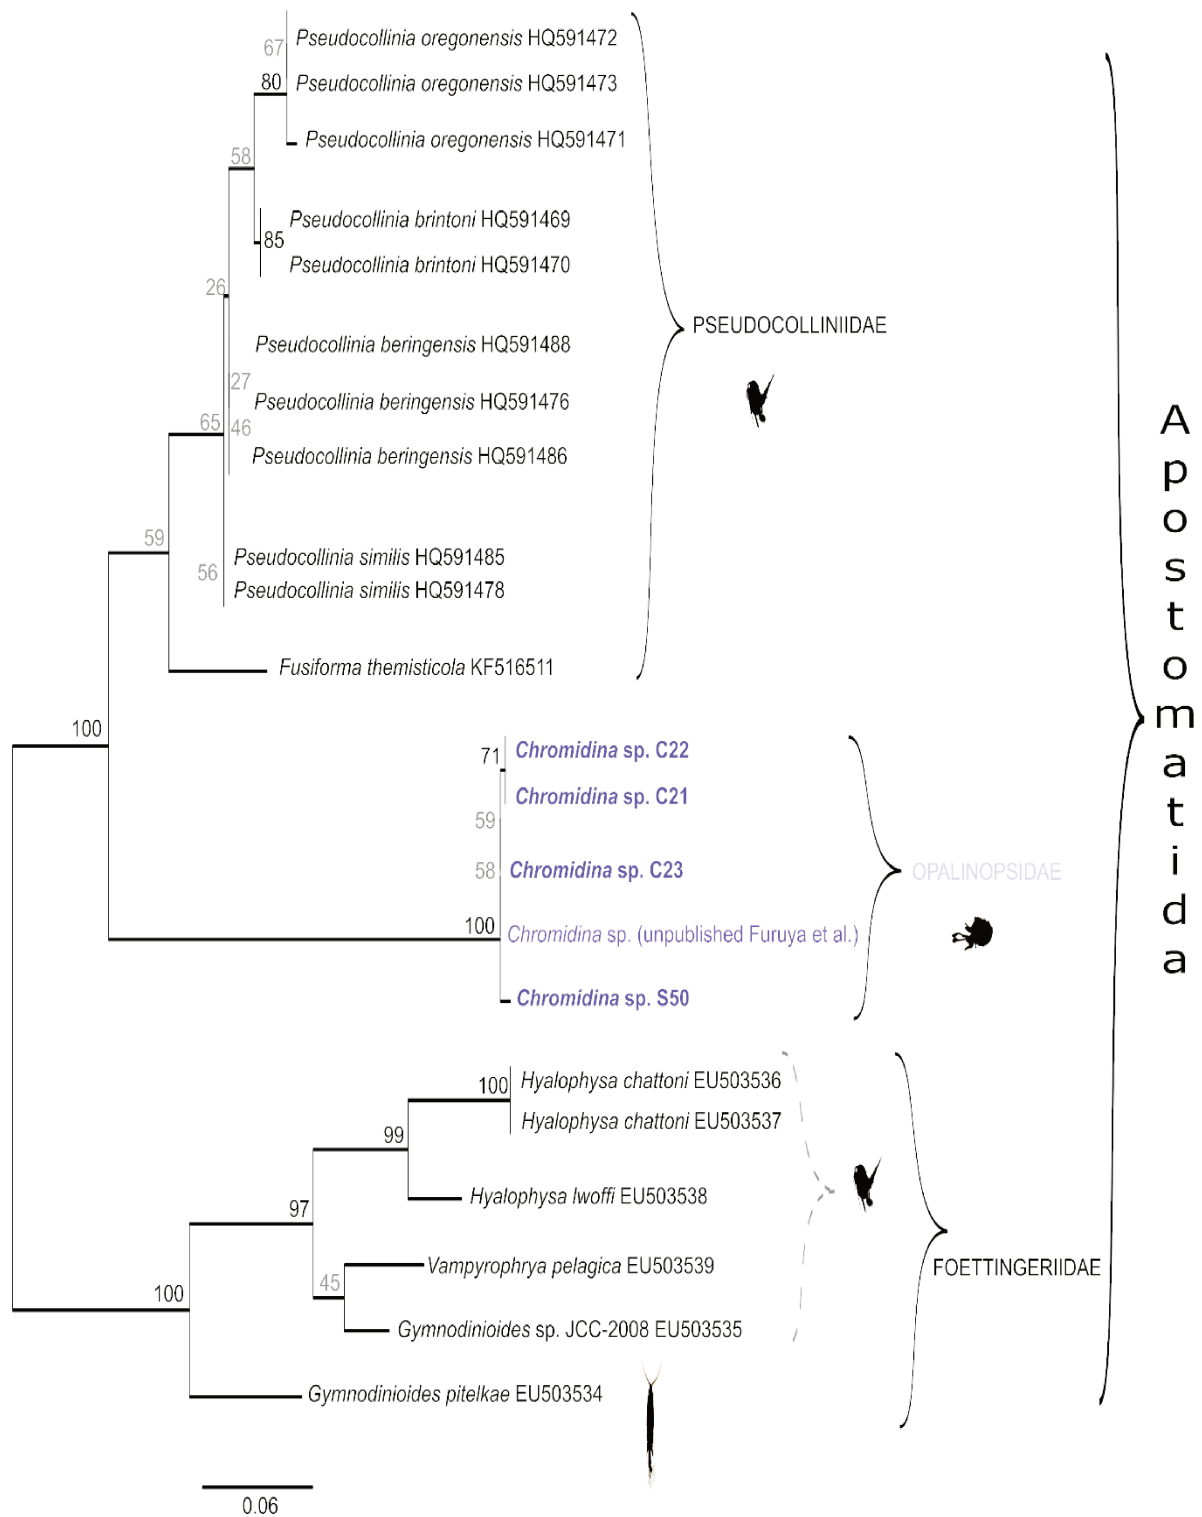 67
Pseudocollinia oregonensis HQ591472
80
Pseudocollinia oregonensis HQ591473
Pseudocollinia oregonensis HQ591471
58
Pseudocollinia brintoni HQ591469
85
Pseudocollinia brintoni HQ591470
26
PSEUDOCOLLINIIDAE
Pseudocollinia beringensis HQ591488
27
Pseudocollinia beringensis HQ591476
65
46
Pseudocollinia beringensis HQ591486
59
Pseudocollinia similis HQ591485
56
Pseudocollinia similis HQ591478
Fusiforma themisticola KF516511
100
71
Chromidina sp. C22
Chromidina sp. C21
59
58
Chromidina sp. C23
OPALINOPSIDAE
100
Chromidina sp. (unpublished Furuya et al.)
Chromidina sp. S50
100
Hyalophysa chattoni EU503536
Hyalophysa chattoni EU503537
99
Hyalophysa lwoffi EU503538
97
Vampyrophrya pelagica EU503539
FOETTINGERIIDAE
45
100
Gymnodinioides sp. JCC-2008 EU503535
Gymnodinioides pitelkae EU503534
0.06
Apostomatida